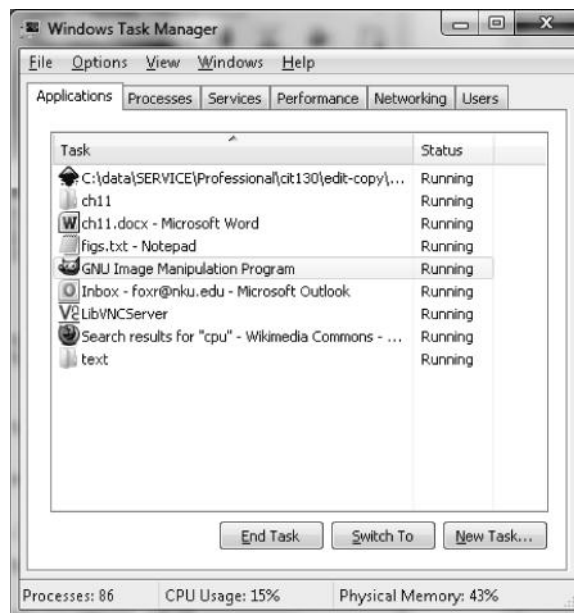 Windows Task Manager
File Options View Windows Help
Applications Processes Services Performance Networking Users
Task Status
C:\data\SERVICE\Professional\cit130\edit-copy\... Running
ch11 Running
ch11.docx - Microsoft Word Running
figs.txt - Notepad Running
GNU Image Manipulation Program Running
Inbox - foxr@nku.edu - Microsoft Outlook Running
LibVNCServer Running
Search results for "cpu" - Wikimedia Commons - ... Running
text Running
End Task Switch To New Task...
Processes: 86 CPU Usage: 15% Physical Memory: 43%